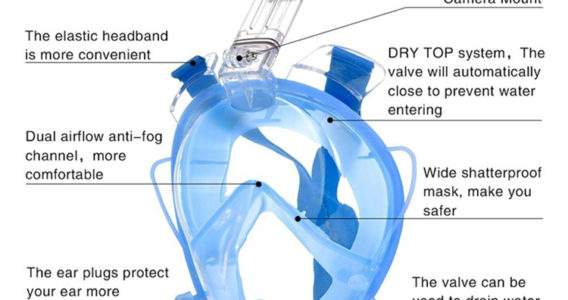 Camera Mount
The elastic headband
is more convenient
DRY TOP system, The
valve will automatically
close to prevent water
entering
Dual airflow anti-fog
channel, more
comfortable
Wide shatterproof
mask, make you
safer
The ear plugs protect
your ear more
The valve can be
used to drain water